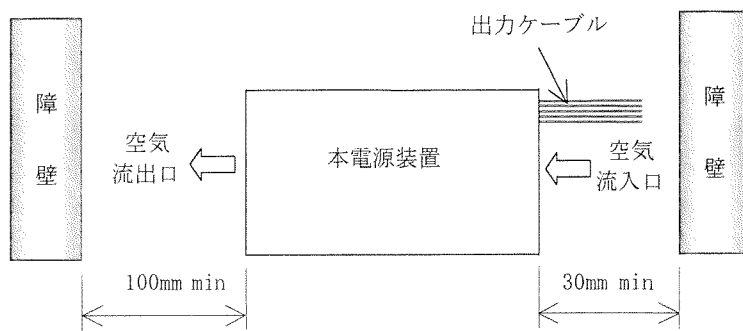 出力ケーブル
障
壁
空気
流出口
本電源装置
空気
流入口
障
壁
100mm min
30mm min